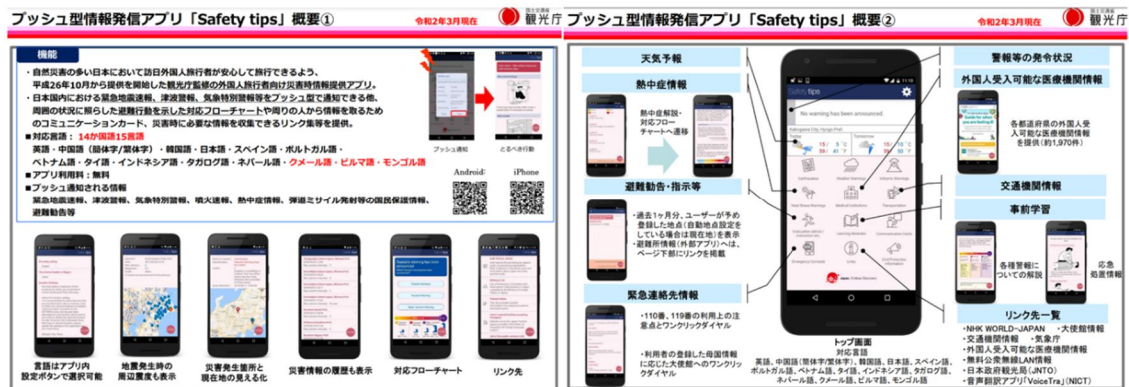 プッシュ型情報発信アプリ「Safety tips」概要①
令和2年3月現在
国土交通省
観光庁
機能
・自然災害の多い日本において訪日外国人旅行者が安心して旅行できるよう、
平成26年10月から提供を開始した観光庁監修の外国人旅行者向け災害時情報提供アプリ。
・日本国内における緊急地震速報、津波警報、気象特別警報等をプッシュ型で通知できる他、
周囲の状況に照らした避難行動を示した対応フローチャートや周りの人から情報を取るため
のコミュニケーションカード、災害時に必要な情報を収集できるリンク集等を提供。
■対応言語： 14か国語15言語
英語・中国語（簡体字/繁体字）・韓国語・日本語・スペイン語・ポルトガル語・
ベトナム語・タイ語・インドネシア語・タガログ語・ネパール語・クメール語・ビルマ語・モンゴル語
■アプリ利用料：無料
■プッシュ通知される情報
緊急地震速報、津波警報、気象特別警報、噴火速報、熱中症情報、弾道ミサイル発射等の国民保護情報、
避難勧告等
プッシュ通知
とるべき行動
Android:
iPhone
言語はアプリ内
設定ボタンで選択可能
地震発生時の
周辺震度も表示
災害発生箇所と
現在地の見える化
災害情報の履歴も表示
対応フローチャート
リンク先
プッシュ型情報発信アプリ「Safety tips」概要②
令和2年3月現在
国土交通省
観光庁
天気予報
熱中症情報
熱中症解説・
対応フロー
チャートへ遷移
避難勧告・指示等
・過去1ヶ月分、ユーザーが予め
登録した地点（自動地点設定を
している場合は現在地）を表示
・避難所情報（外部アプリ）へは、
ページ下部にリンクを掲載
緊急連絡先情報
・110番、119番の利用上の注
意点とワンクリックダイヤル
・利用者の登録した母国情報
に応じた大使館へのワンクリッ
クダイヤル
Safety tips
No warning has been announced.
Today
Tomorrow
トップ画面
対応言語
英語、中国語（簡体字/繁体字）、韓国語、日本語、スペイン語、
ポルトガル語、ベトナム語、タイ語、インドネシア語、タガログ語、
ネパール語、クメール語、ビルマ語、モンゴル語
警報等の発令状況
外国人受入可能な医療機関情報
各都道府県の外国人受
入可能な医療機関情報
を提供（約1,970件）
交通機関情報
事前学習
各種警報に
ついての解説
応急
処置情報
リンク先一覧
・NHK WORLD-JAPAN ・大使館情報
・交通機関情報 ・気象庁
・外国人受入可能な医療機関情報
・無料公衆無線LAN情報
・日本政府観光局（JNTO）
・音声翻訳アプリ「VoiceTra」（NICT）